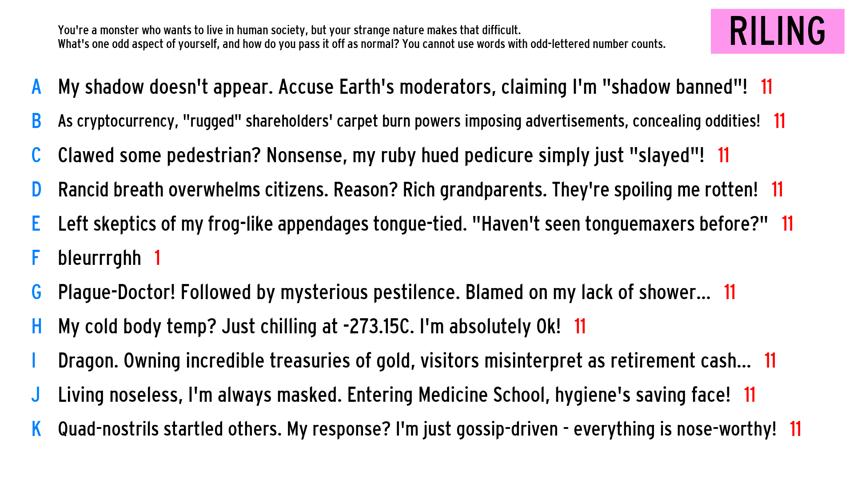 You're a monster who wants to live in human society, but your strange nature makes that difficult.
What's one odd aspect of yourself, and how do you pass it off as normal? You cannot use words with odd-lettered number counts.
RILING
A My shadow doesn't appear. Accuse Earth's moderators, claiming I'm "shadow banned"! 11
B As cryptocurrency, "rugged" shareholders' carpet burn powers imposing advertisements, concealing oddities! 11
C Clawed some pedestrian? Nonsense, my ruby hued pedicure simply just "slayed"! 11
D Rancid breath overwhelms citizens. Reason? Rich grandparents. They're spoiling me rotten! 11
E Left skeptics of my frog-like appendages tongue-tied. "Haven't seen tonguemaxers before?" 11
F bleurrrghh 1
G Plague-Doctor! Followed by mysterious pestilence. Blamed on my lack of shower... 11
H My cold body temp? Just chilling at -273.15C. I'm absolutely 0k! 11
I Dragon. Owning incredible treasuries of gold, visitors misinterpret as retirement cash... 11
J Living noseless, I'm always masked. Entering Medicine School, hygiene's saving face! 11
K Quad-nostrils startled others. My response? I'm just gossip-driven - everything is nose-worthy! 11